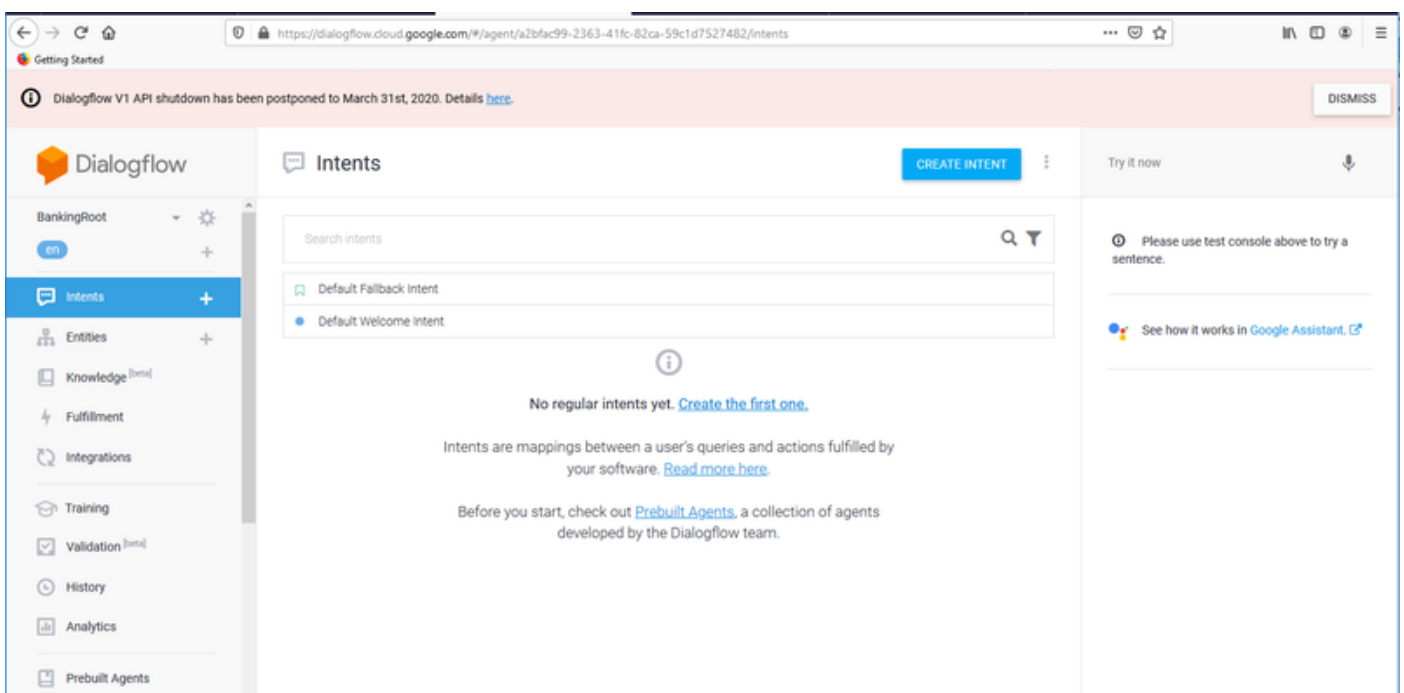 https://dialogflow.cloud.google.com/#/agent/a2bfac99-2363-41fc-82ca-59c1d7527482/intents
Getting Started
Dialogflow V1 API shutdown has been postponed to March 31st, 2020. Details here.
DISMISS
Dialogflow
BankingRoot
en
Intents
Entities
Knowledge [beta]
Fulfillment
Integrations
Training
Validation [beta]
History
Analytics
Prebuilt Agents
Intents
CREATE INTENT
Search intents
Default Fallback Intent
Default Welcome Intent
No regular intents yet. Create the first one.
Intents are mappings between a user's queries and actions fulfilled by
your software. Read more here.
Before you start, check out Prebuilt Agents, a collection of agents
developed by the Dialogflow team.
Try it now
Please use test console above to try a
sentence.
See how it works in Google Assistant.